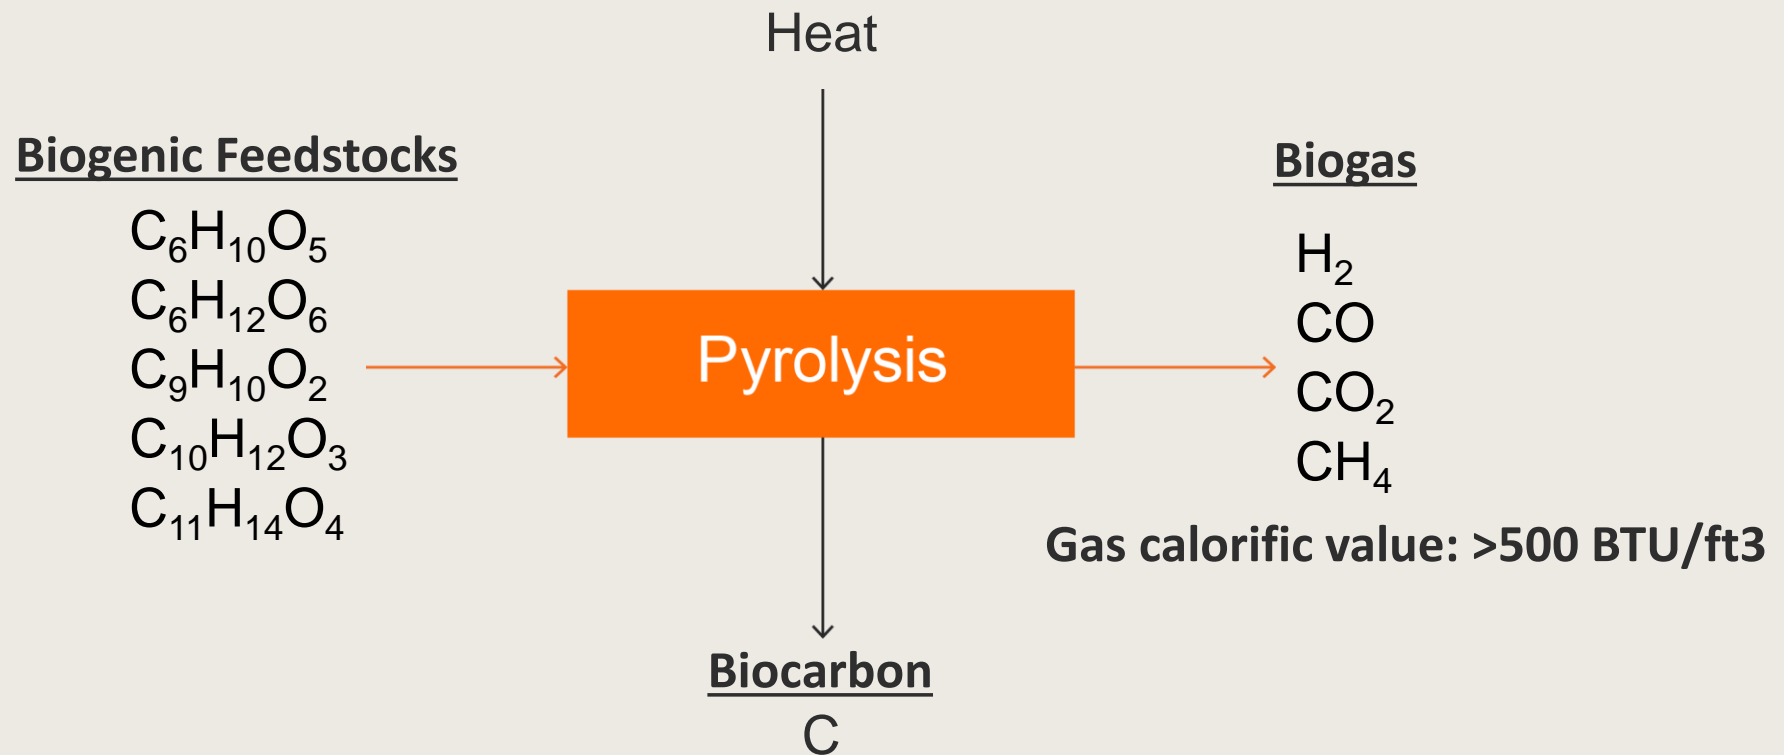 Heat
Biogenic Feedstocks
C₆H₁₀O₅
C₆H₁₂O₆
C₉H₁₀O₂
C₁₀H₁₂O₃
C₁₁H₁₄O₄
Pyrolysis
Biogas
H₂
CO
CO₂
CH₄
Gas calorific value: >500 BTU/ft3
Biocarbon
C